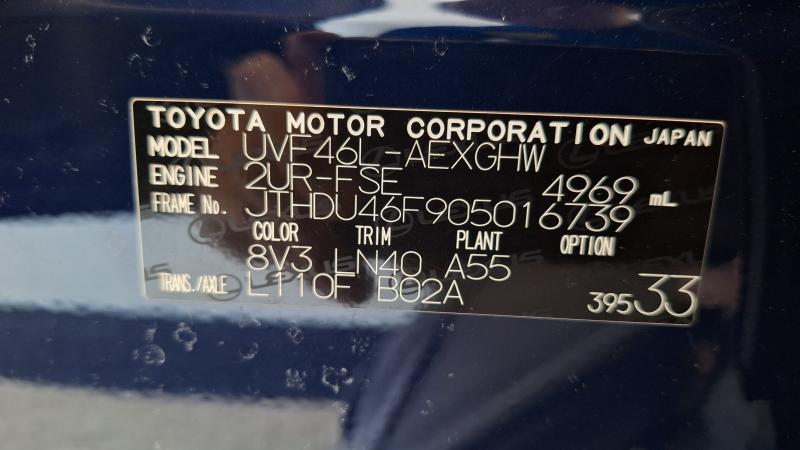 TOYOTA MOTOR CORPORATION JAPAN
MODEL UVF46L-AEXGHW
ENGINE 2UR-FSE 4969 mL
FRAME No. JTHDU46F905016739
COLOR TRIM PLANT OPTION
8V3 LN40 A55
TRANS./AXLE L110F B02A
39533